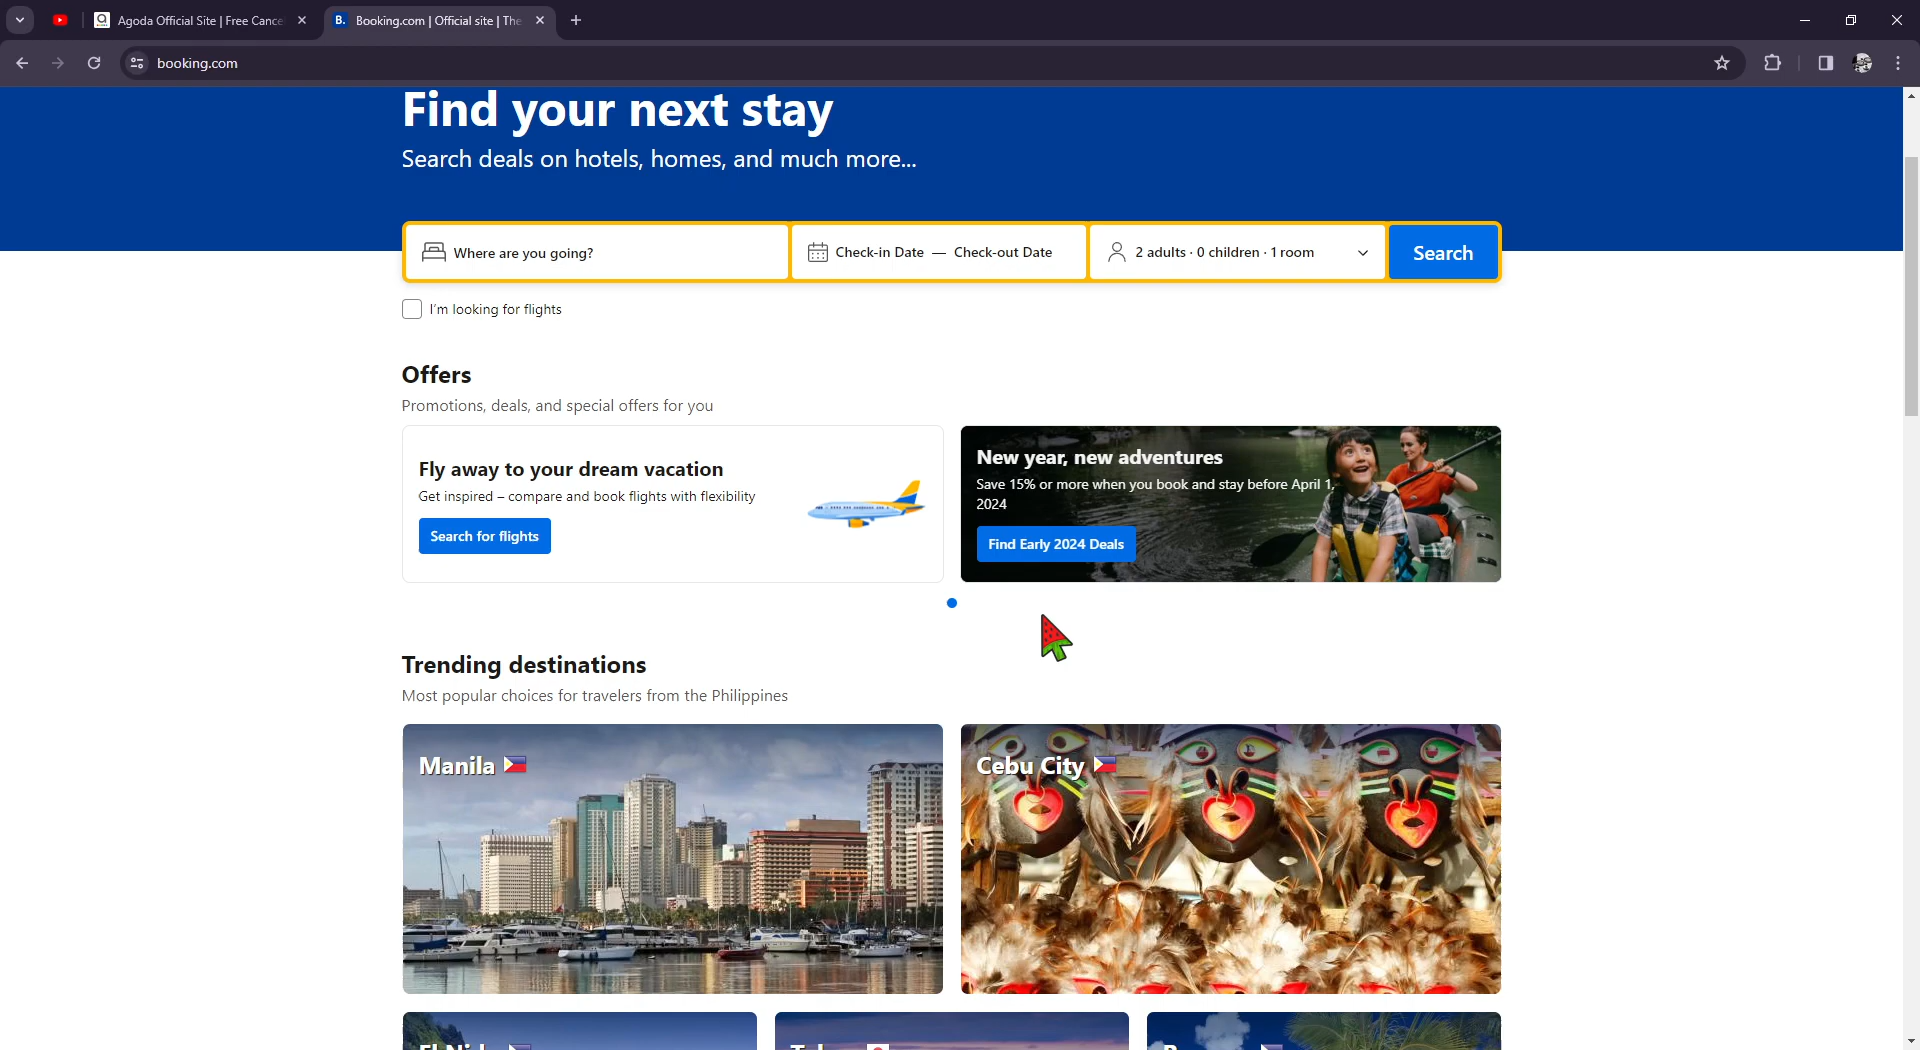 Agoda Official Site | Free Cance
B. Booking.com | Official site | The
booking.com
Find your next stay
Search deals on hotels, homes, and much more...
Where are you going?
Check-in Date — Check-out Date
2 adults · 0 children · 1 room
Search
I'm looking for flights
Offers
Promotions, deals, and special offers for you
Fly away to your dream vacation
Get inspired – compare and book flights with flexibility
Search for flights
New year, new adventures
Save 15% or more when you book and stay before April 1,
2024
Find Early 2024 Deals
Trending destinations
Most popular choices for travelers from the Philippines
Manila
Cebu City